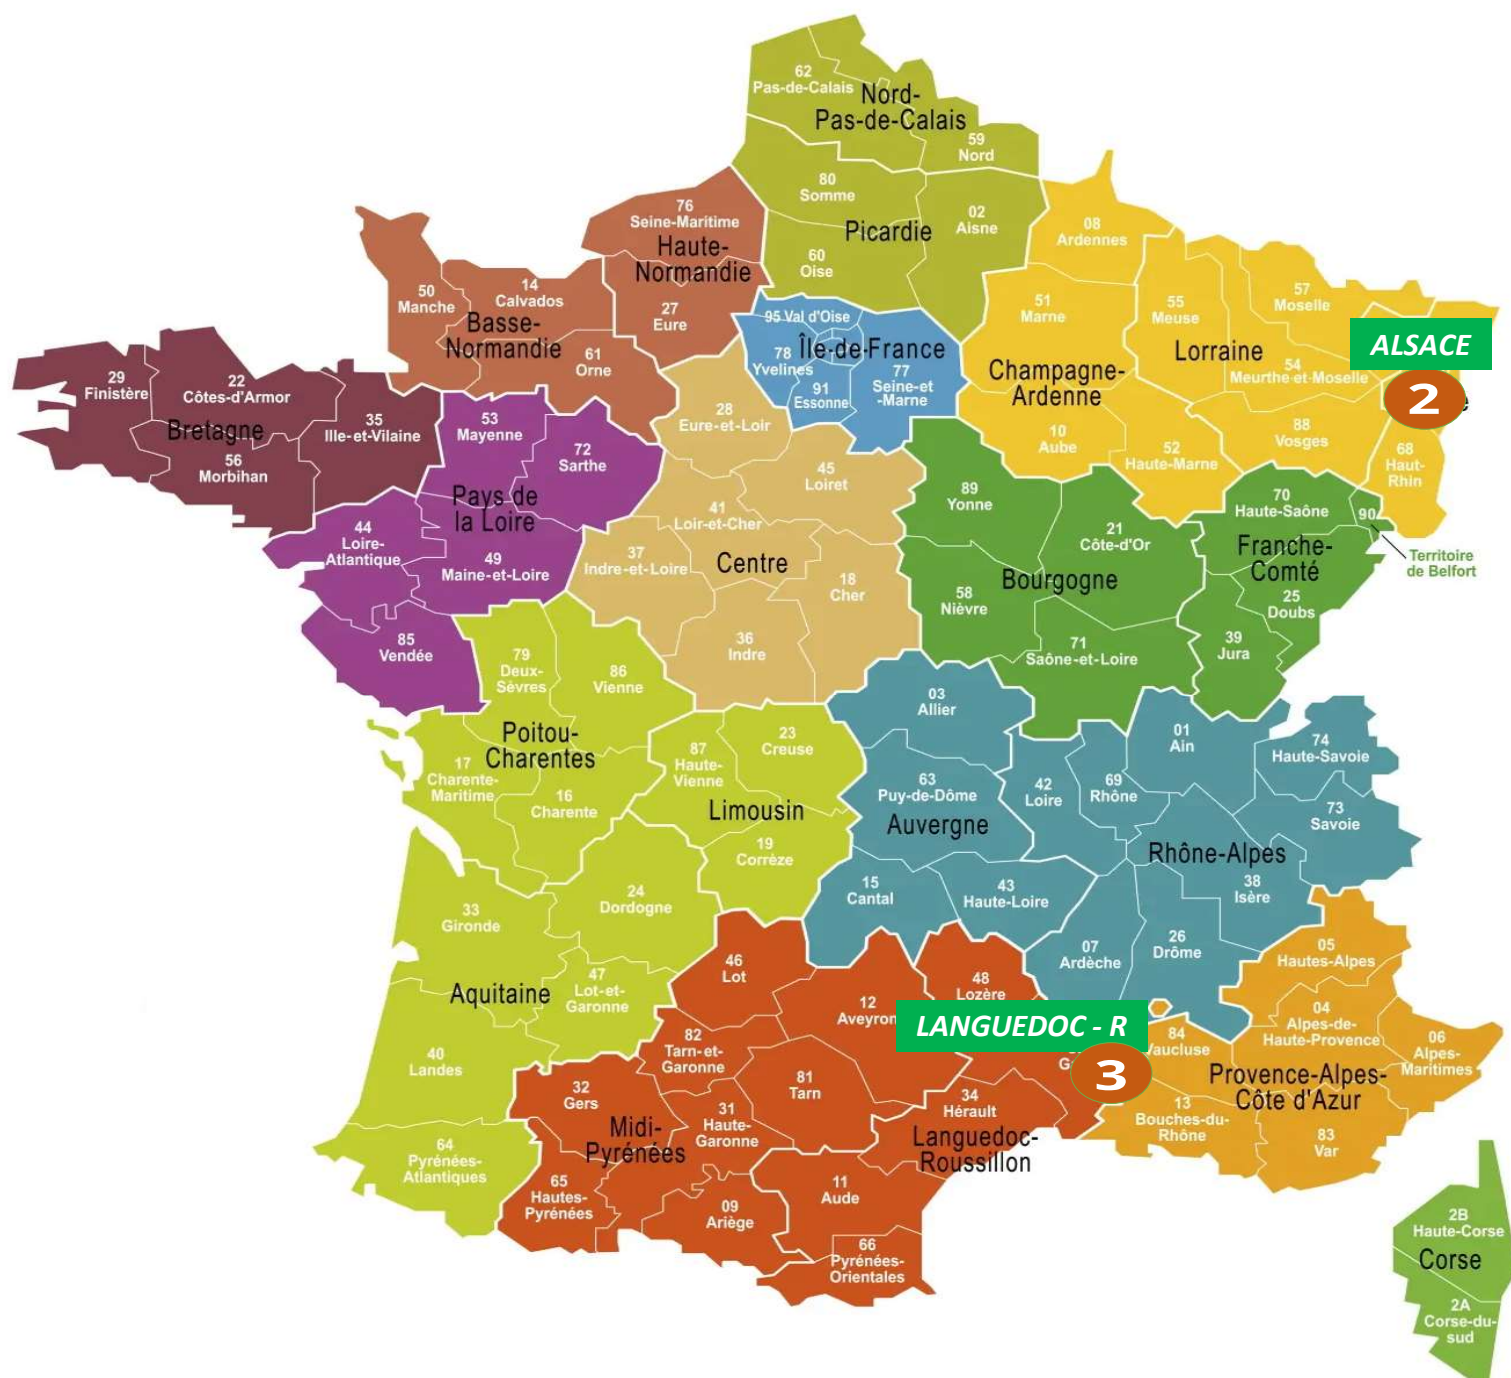 62
Pas-de-Calais
Nord-
Pas-de-Calais
59
Nord
80
Somme
02
Aisne
Picardie
60
Oise
76
Seine-Maritime
Haute-
Normandie
27
Eure
08
Ardennes
51
Marne
55
Meuse
57
Moselle
Lorraine
54
Meurthe et-Moselle
ALSACE
2
Champagne-
Ardenne
10
Aube
52
Haute-Marne
88
Vosges
68
Haut-
Rhin
50
Manche
14
Calvados
Basse-
Normandie
61
Orne
95 Val d'Oise
Île-de-France
78
Yvelines
91
Essonne
77
Seine-et
-Marne
29
Finistère
22
Côtes-d'Armor
35
Ille-et-Vilaine
Bretagne
56
Morbihan
53
Mayenne
72
Sarthe
Pays de
la Loire
44
Loire-
Atlantique
49
Maine-et-Loire
85
Vendée
28
Eure-et-Loir
45
Loiret
41
Loir-et-Cher
37
Indre-et-Loire
Centre
18
Cher
36
Indre
89
Yonne
21
Côte-d'Or
Bourgogne
58
Nièvre
71
Saône-et-Loire
70
Haute-Saône
90
Territoire
de Belfort
Franche-
Comté
25
Doubs
39
Jura
79
Deux-
Sèvres
86
Vienne
Poitou-
Charentes
17
Charente-
Maritime
16
Charente
87
Haute-
Vienne
23
Creuse
Limousin
19
Corrèze
03
Allier
63
Puy-de-Dôme
Auvergne
15
Cantal
43
Haute-Loire
42
Loire
69
Rhône
01
Ain
74
Haute-Savoie
73
Savoie
Rhône-Alpes
38
Isère
07
Ardèche
26
Drôme
33
Gironde
24
Dordogne
Aquitaine
47
Lot-et-
Garonne
40
Landes
64
Pyrénées-
Atlantiques
46
Lot
12
Aveyron
48
Lozère
LANGUEDOC - R
3
82
Tarn-et-
Garonne
32
Gers
81
Tarn
31
Haute-
Garonne
Midi-
Pyrénées
65
Hautes-
Pyrénées
09
Ariège
34
Hérault
Languedoc-
Roussillon
11
Aude
66
Pyrénées-
Orientales
05
Hautes-Alpes
04
Alpes-de-
Haute-Provence
06
Alpes-
Maritimes
84
Vaucluse
Provence-Alpes-
Côte d'Azur
13
Bouches-du-
Rhône
83
Var
2B
Haute-Corse
Corse
2A
Corse-du-
sud